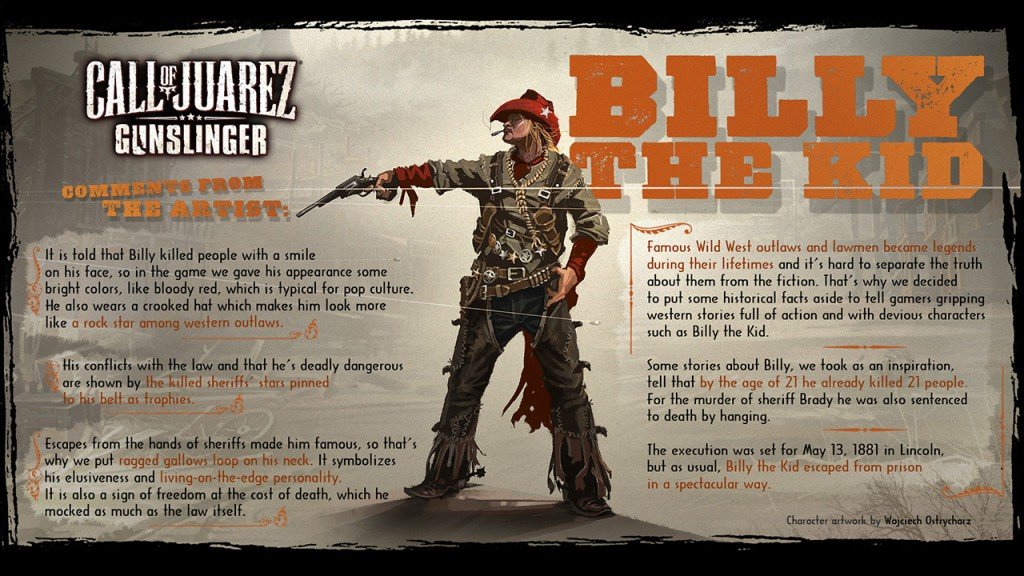 CALL OF JUAREZ
GUNSLINGER
BILLY
THE KID
COMMENTS FROM
THE ARTIST:
It is told that Billy killed people with a smile
on his face, so in the game we gave his appearance some
bright colors, like bloody red, which is typical for pop culture.
He also wears a crooked hat which makes him look more
like a rock star among western outlaws.
His conflicts with the law and that he's deadly dangerous
are shown by the killed sheriffs' stars pinned
to his belt as trophies.
Escapes from the hands of sheriffs made him famous, so that's
why we put ragged gallows loop on his neck. It symbolizes
his elusiveness and living-on-the-edge personality.
It is also a sign of freedom at the cost of death, which he
mocked as much as the law itself.
Famous Wild West outlaws and lawmen became legends
during their lifetimes and it's hard to separate the truth
about them from the fiction. That's why we decided
to put some historical facts aside to tell gamers gripping
western stories full of action and with devious characters
such as Billy the Kid.
Some stories about Billy, we took as an inspiration,
tell that by the age of 21 he already killed 21 people.
For the murder of sheriff Brady he was also sentenced
to death by hanging.
The execution was set for May 13, 1881 in Lincoln,
but as usual, Billy the Kid escaped from prison
in a spectacular way.
Character artwork by Wojciech Ostrycharz